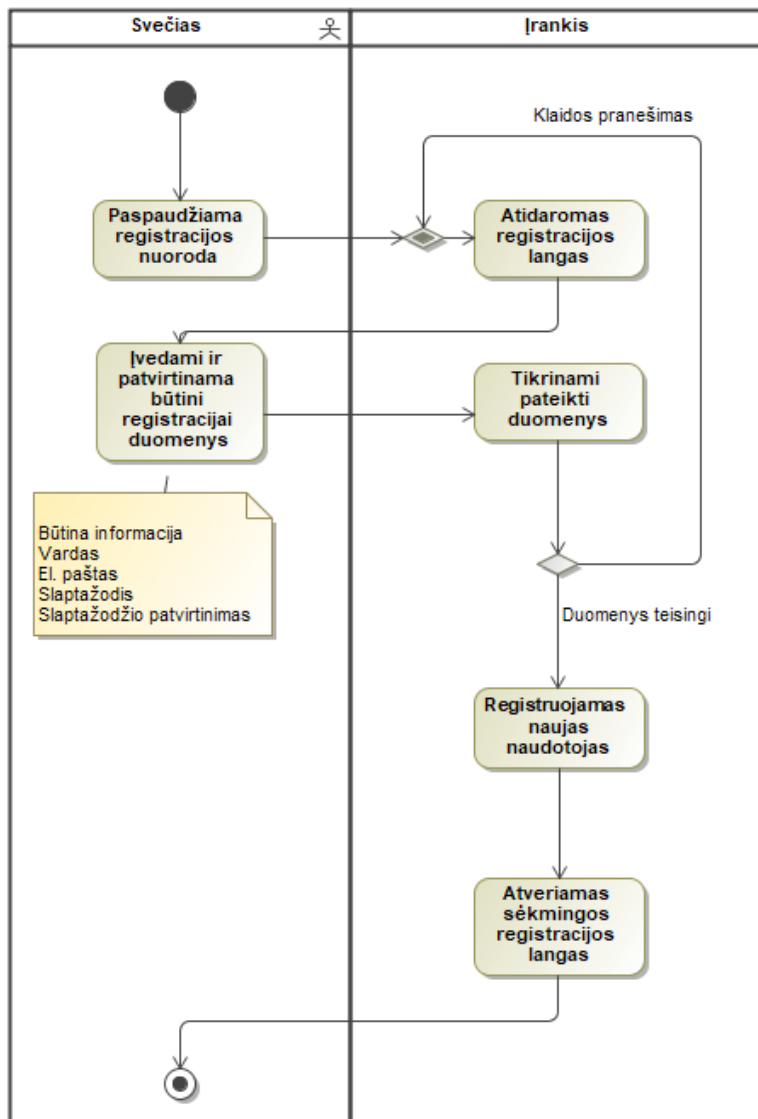 Svečias
Įrankis
Klaidos pranešimas
Paspaudžiama
registracijos
nuoroda
Atidaromas
registracijos
langas
Įvedami ir
patvirtinama
būtini
registracijai
duomenys
Tikrinami
pateikti
duomenys
Būtina informacija
Vardas
El. paštas
Slaptažodis
Slaptažodžio patvirtinimas
Duomenys teisingi
Registruojamas
naujas
naudotojas
Atveriamas
sėkmingos
registracijos
langas